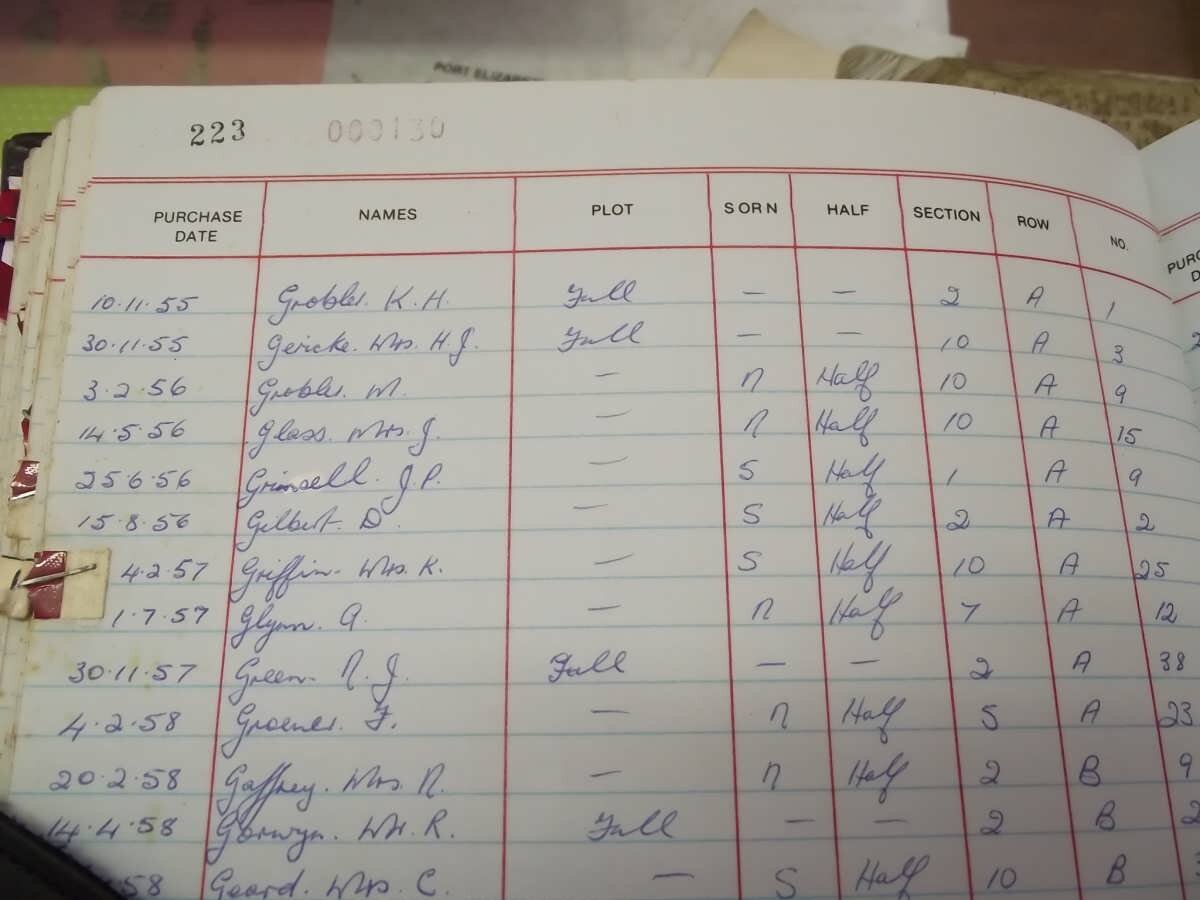 PORT ELIZABE
223 000130
PURCHASE DATE NAMES PLOT S OR N HALF SECTION ROW NO.
10.11.55 Grobler. K. H. Full — — 2 A 1
30.11.55 Gericke. Mrs. H. J. Full — — 10 A 3
3.2.56 Grobler. M. — N Half 10 A 9
14.5.56 Glass. Mrs. J. — N Half 10 A 15
25.6.56 Grimsell. J. P. — S Half 1 A 9
15.8.56 Gilbert. D. — S Half 2 A 2
4.2.57 Griffin. Mrs. K. — S Half 10 A 25
1.7.57 Glynn. A. — N Half 7 A 12
30.11.57 Green. N. J. Full — — 2 A 38
4.2.58 Groener. F. — N Half 5 A 23
20.2.58 Gaffney. Mrs. N. — N Half 2 B 9
14.4.58 Full — — 2 B 2
58 Geard. Mrs. C. — S Half 10 B